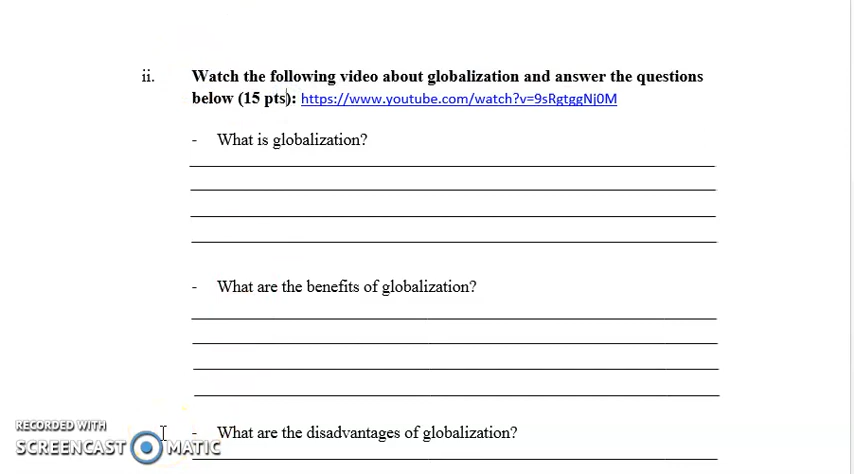 ii. Watch the following video about globalization and answer the questions
below (15 pts): https://www.youtube.com/watch?v=9sRgtggNj0M
- What is globalization?
- What are the benefits of globalization?
RECORDED WITH
SCREENCAST MATIC
- What are the disadvantages of globalization?